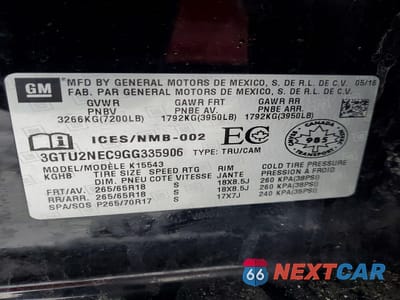 GM
MFD BY GENERAL MOTORS DE MEXICO, S. DE R.L. DE C.V. 05/16
FAB. PAR GENERAL MOTORS DE MEXICO, S. DE R.L. DE C.V.
GVWR GAWR FRT GAWR RR
PNBV PNBE AV. PNBE ARR.
3266KG(7200LB) 1792KG(3950LB) 1792KG(3950LB)
ICES/NMB-002 EC
985
3GTU2NEC9GG335906 TYPE: TRU/CAM
MODEL/MODÈLE K15543 COLD PRESSURE
KGHB TIRE SIZE SPEED RTG RIM PRESSION À FROID
DIM. PNEU COTE VITESSE JANTE
FRT/AV. 265/65R18 S 18X8.5J 260 KPA(38PSI)
RR/ARR. 265/65R18 S 18X8.5J 260 KPA(38PSI)
SPA/SOS P265/70R17 S 17X7J 240 KPA(35PSI)
66 NEXTCAR